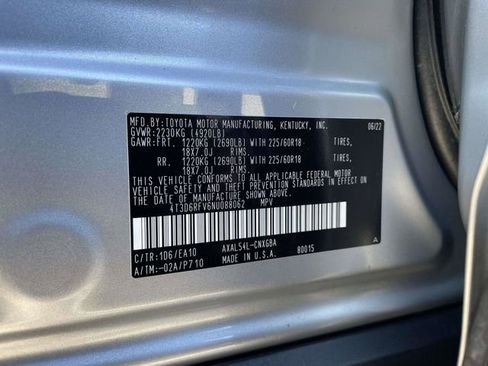 MFD.BY:TOYOTA MOTOR MANUFACTURING, KENTUCKY, INC. 06/22
GVWR:2230KG (4920LB)
GAWR:FRT. 1220KG (2690LB) WITH 225/60R18 TIRES,
18X7.0J RIMS.
RR. 1220KG (2690LB) WITH 225/60R18 TIRES,
18X7.0J RIMS.
THIS VEHICLE CONFORMS TO ALL APPLICABLE FEDERAL MOTOR
VEHICLE SAFETY AND THEFT PREVENTION STANDARDS IN EFFECT ON
THE DATE OF MANUFACTURE SHOWN ABOVE.
4T3D6RFV6NU088062 MPV
C/TR:1D6/EA10 AXAL54L-CNXGBA A
A/TM:-02A/P710 MADE IN U.S.A. 80015